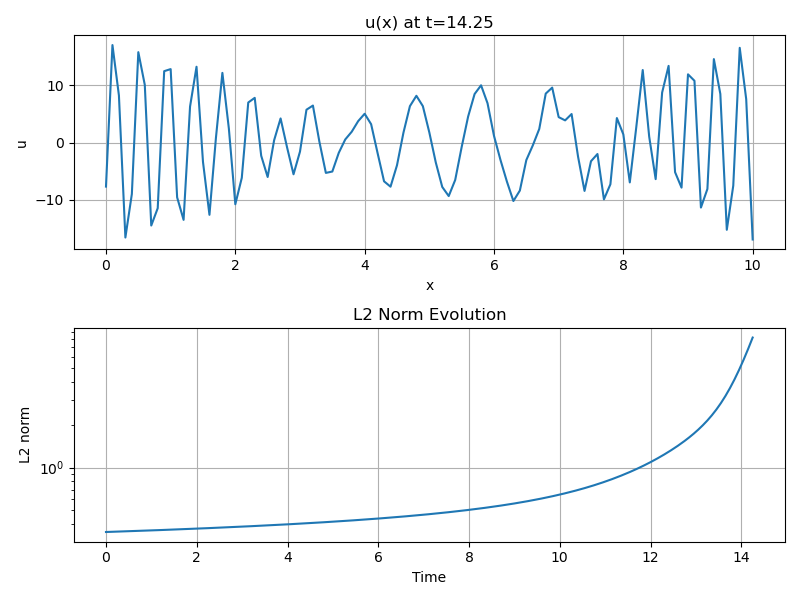 u(x) at t=14.25
u
10
0
−10
0 2 4 6 8 10
x
L2 Norm Evolution
L2 norm
10⁰
0 2 4 6 8 10 12 14
Time